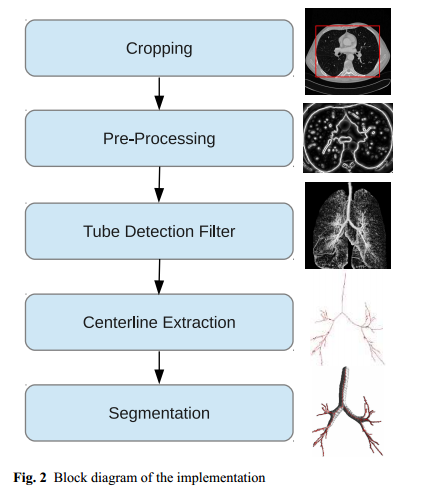 Cropping
Pre-Processing
Tube Detection Filter
Centerline Extraction
Segmentation
Fig. 2 Block diagram of the implementation